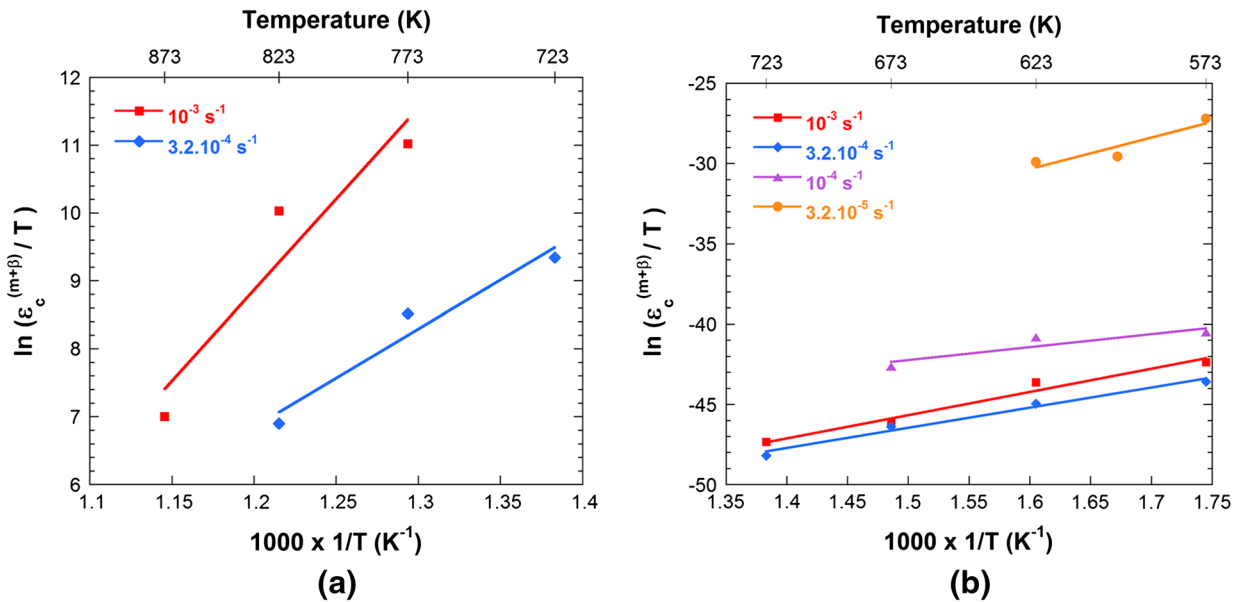 Temperature (K)
873 823 773 723
12
11
10
9
8
7
6
10⁻³ s⁻¹
3.2.10⁻⁴ s⁻¹
ln (ε_c^(m+β) / T )
1.1 1.15 1.2 1.25 1.3 1.35 1.4
1000 x 1/T (K⁻¹)
(a)
Temperature (K)
723 673 623 573
-25
-30
-35
-40
-45
-50
10⁻³ s⁻¹
3.2.10⁻⁴ s⁻¹
10⁻⁴ s⁻¹
3.2.10⁻⁵ s⁻¹
ln (ε_c^(m+β) / T )
1.35 1.4 1.45 1.5 1.55 1.6 1.65 1.7 1.75
1000 x 1/T (K⁻¹)
(b)